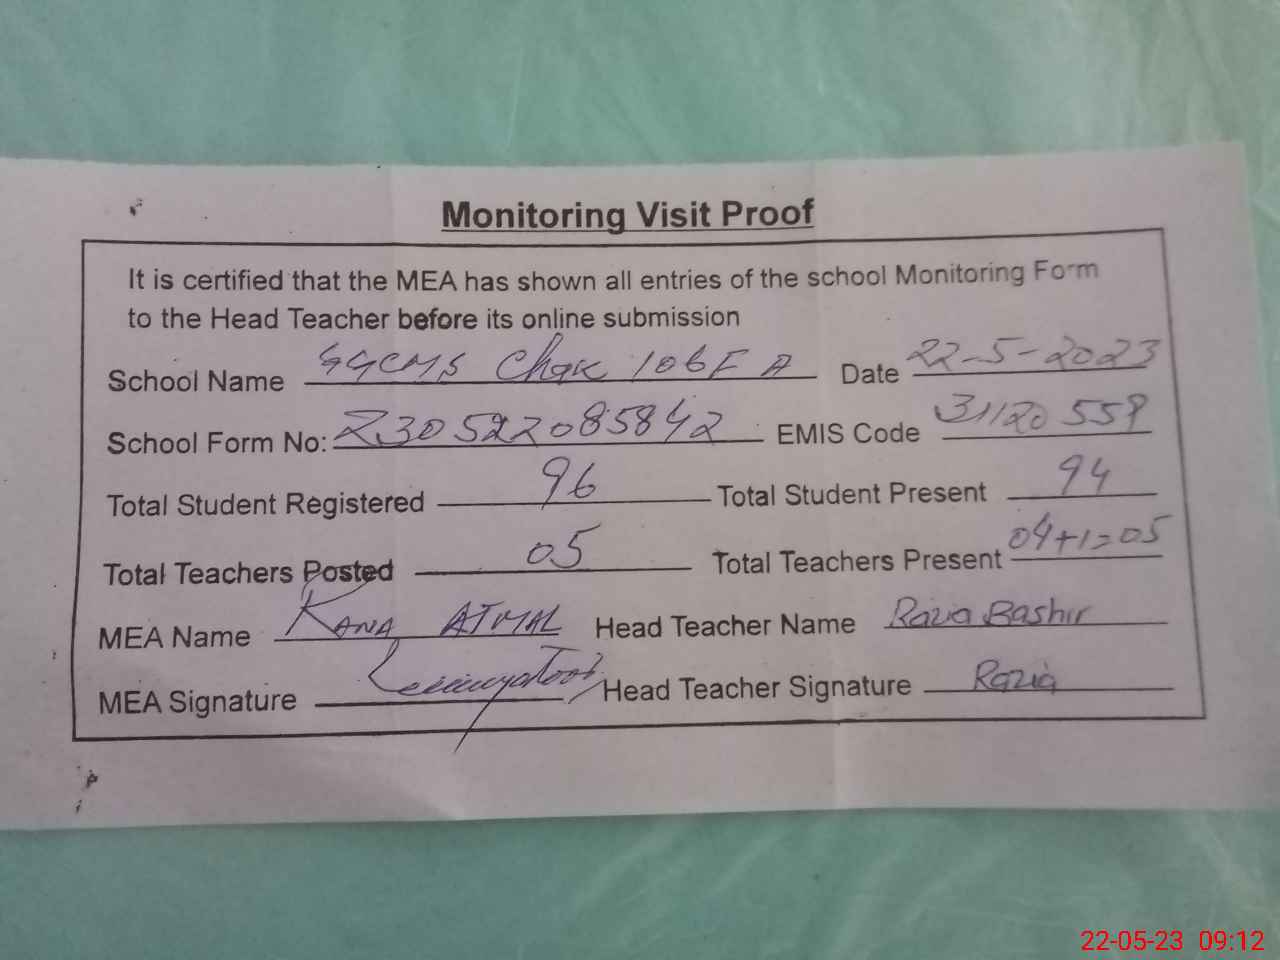 Monitoring Visit Proof
It is certified that the MEA has shown all entries of the school Monitoring Form
to the Head Teacher before its online submission
School Name GGCMS Chak 106F A Date 22-5-2023
School Form No: 230522085842 EMIS Code 31120559
Total Student Registered 96 Total Student Present 94
Total Teachers Posted 05 Total Teachers Present 04+1=05
MEA Name RANA AJMAL Head Teacher Name Razia Bashir
MEA Signature Head Teacher Signature Razia
22-05-23 09:12